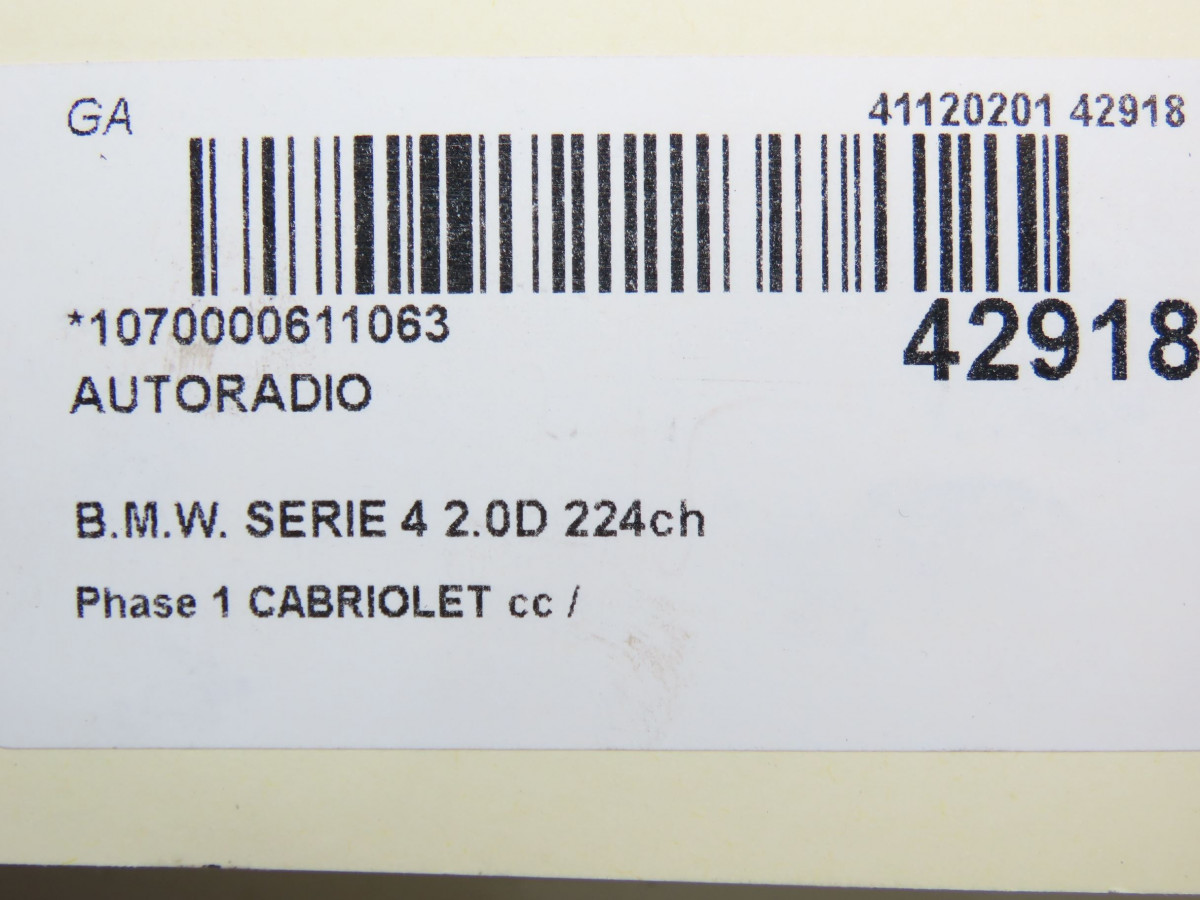 GA 41120201 42918
*1070000611063 42918
AUTORADIO
B.M.W. SERIE 4 2.0D 224ch
Phase 1 CABRIOLET cc /